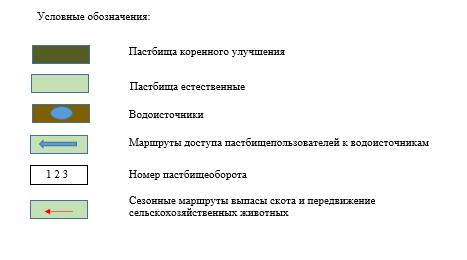 Условные обозначения:
Пастбища коренного улучшения
Пастбища естественные
Водоисточники
Маршруты доступа пастбищепользователей к водоисточникам
1 2 3 Номер пастбищеоборота
Сезонные маршруты выпасы скота и передвижение
сельскохозяйственных животных